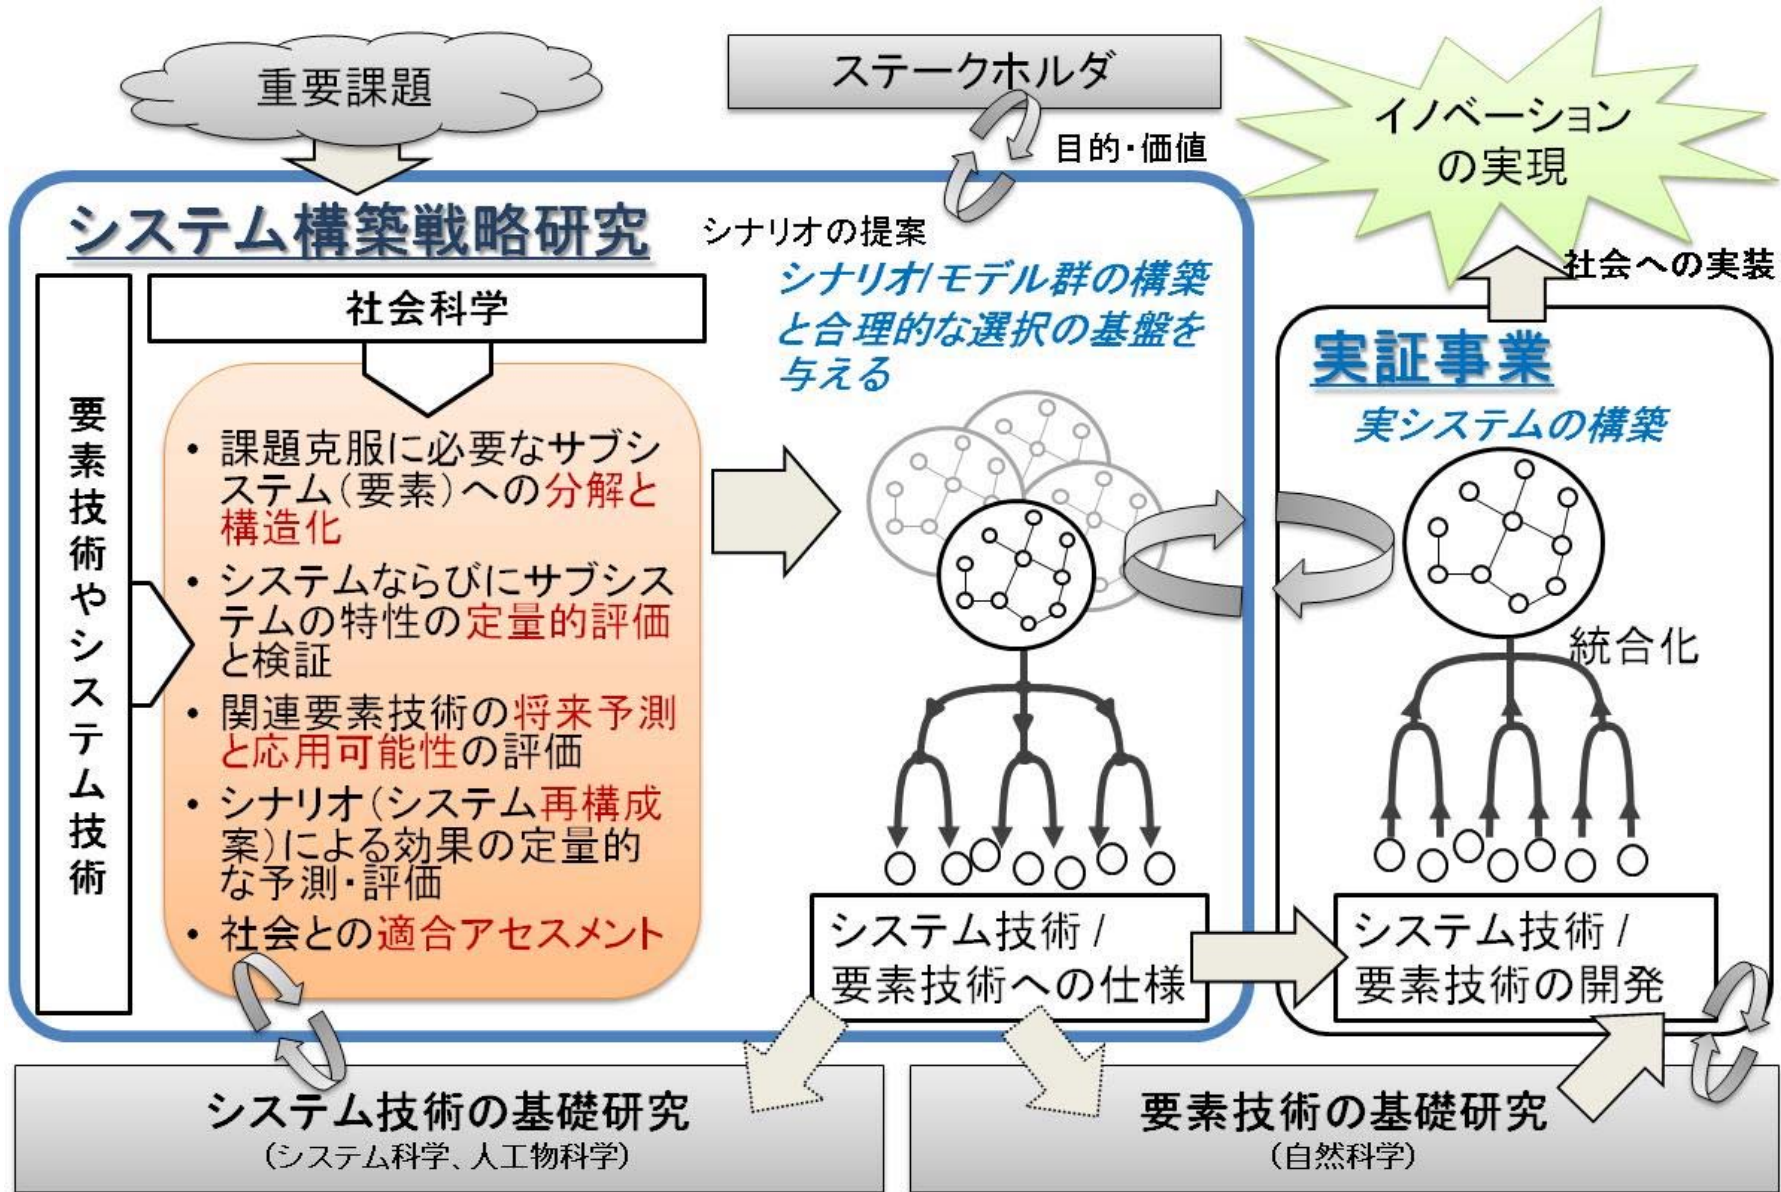 重要課題
ステークホルダ
イノベーション
の実現
目的・価値
システム構築戦略研究
シナリオの提案
社会への実装
シナリオ/モデル群の構築
と合理的な選択の基盤を
与える
社会科学
要素技術やシステム技術
・課題克服に必要なサブシ
ステム(要素)への分解と
構造化
・システムならびにサブシス
テムの特性の定量的評価
と検証
・関連要素技術の将来予測
と応用可能性の評価
・シナリオ(システム再構成
案)による効果の定量的
な予測・評価
・社会との適合アセスメント
実証事業
実システムの構築
統合化
システム技術 /
要素技術への仕様
システム技術 /
要素技術の開発
システム技術の基礎研究
(システム科学、人工物科学)
要素技術の基礎研究
(自然科学)